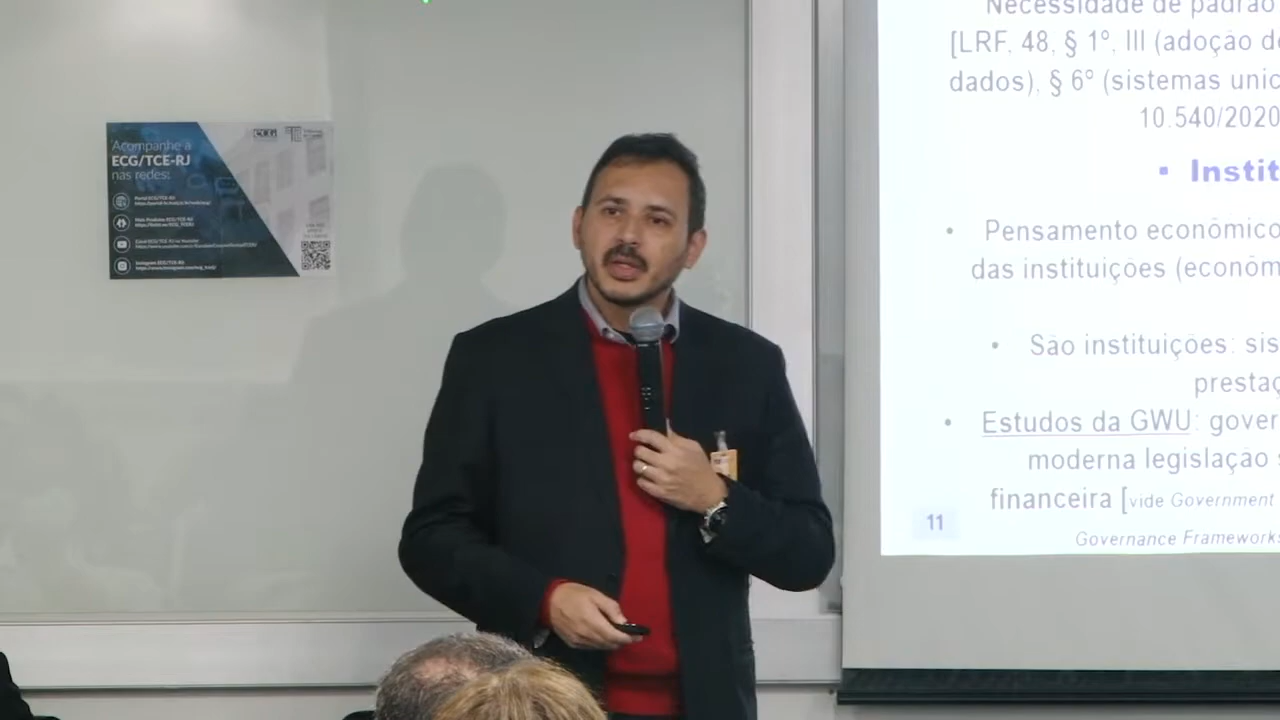 Acompanhe a
ECG/TCE-RJ
nas redes:
Necessidade de padrão
[LRF, 48, § 1º, III (adoção d
dados), § 6º (sistemas unic
10.540/2020
▪ Instit
• Pensamento econômico
das instituições (econôm
• São instituições: sis
prestaç
• Estudos da GWU: gover
moderna legislação s
financeira [vide Government
Governance Frameworks
11